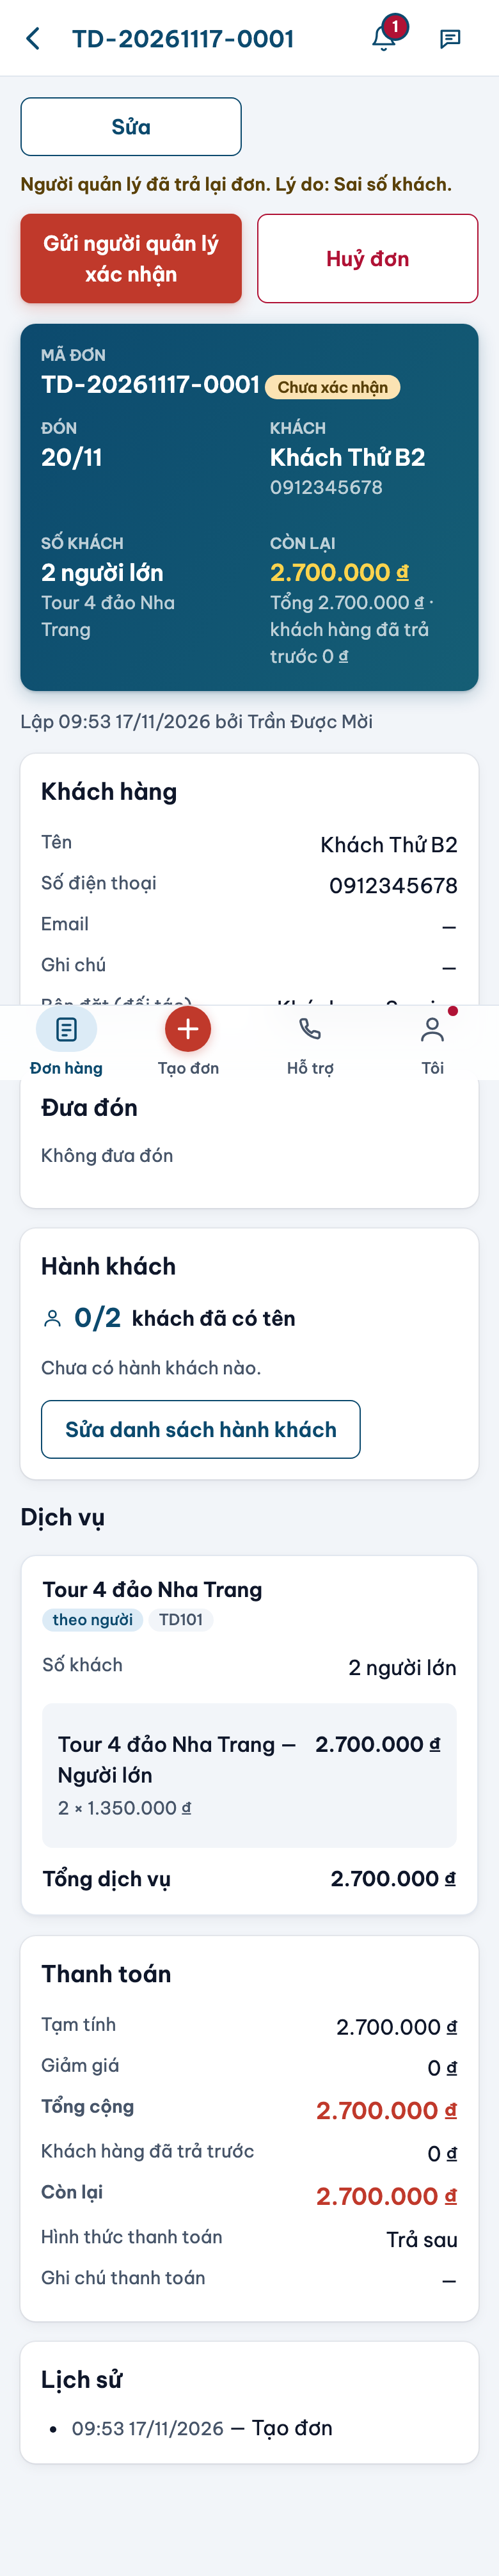 TD-20261117-0001
1
Sửa
Người quản lý đã trả lại đơn. Lý do: Sai số khách.
Gửi người quản lý
xác nhận
Huỷ đơn
MÃ ĐƠN
TD-20261117-0001 Chưa xác nhận
ĐÓN
20/11
KHÁCH
Khách Thử B2
0912345678
SỐ KHÁCH
2 người lớn
Tour 4 đảo Nha
Trang
CÒN LẠI
2.700.000 ₫
Tổng 2.700.000 ₫ ·
khách hàng đã trả
trước 0 ₫
Lập 09:53 17/11/2026 bởi Trần Được Mời
Khách hàng
Tên Khách Thử B2
Số điện thoại 0912345678
Email —
Ghi chú —
Đơn hàng
Tạo đơn
Hỗ trợ
Tôi
Đưa đón
Không đưa đón
Hành khách
0/2 khách đã có tên
Chưa có hành khách nào.
Sửa danh sách hành khách
Dịch vụ
Tour 4 đảo Nha Trang
theo người TD101
Số khách 2 người lớn
Tour 4 đảo Nha Trang — 2.700.000 ₫
Người lớn
2 × 1.350.000 ₫
Tổng dịch vụ 2.700.000 ₫
Thanh toán
Tạm tính 2.700.000 ₫
Giảm giá 0 ₫
Tổng cộng 2.700.000 ₫
Khách hàng đã trả trước 0 ₫
Còn lại 2.700.000 ₫
Hình thức thanh toán Trả sau
Ghi chú thanh toán —
Lịch sử
• 09:53 17/11/2026 — Tạo đơn